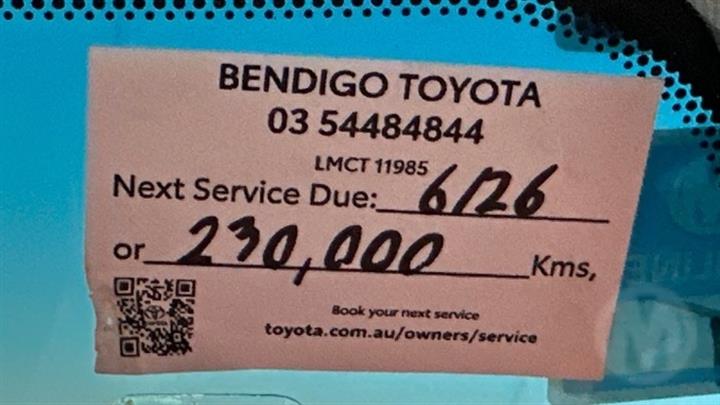 BENDIGO TOYOTA
03 54484844
LMCT 11985
Next Service Due: 6/26
or 230,000 Kms,
Book your next service
toyota.com.au/owners/service